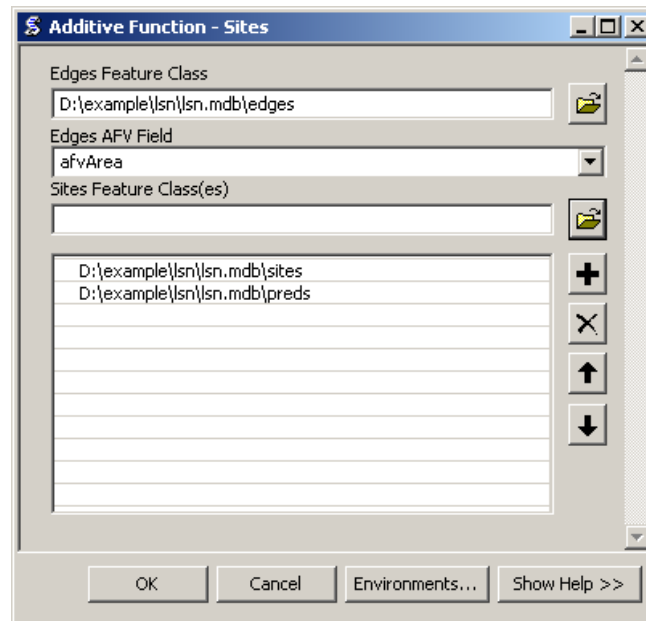 Additive Function - Sites
Edges Feature Class
D:\example\lsn\lsn.mdb\edges
Edges AFV Field
afvArea
Sites Feature Class(es)
D:\example\lsn\lsn.mdb\sites
D:\example\lsn\lsn.mdb\preds
OK Cancel Environments... Show Help >>